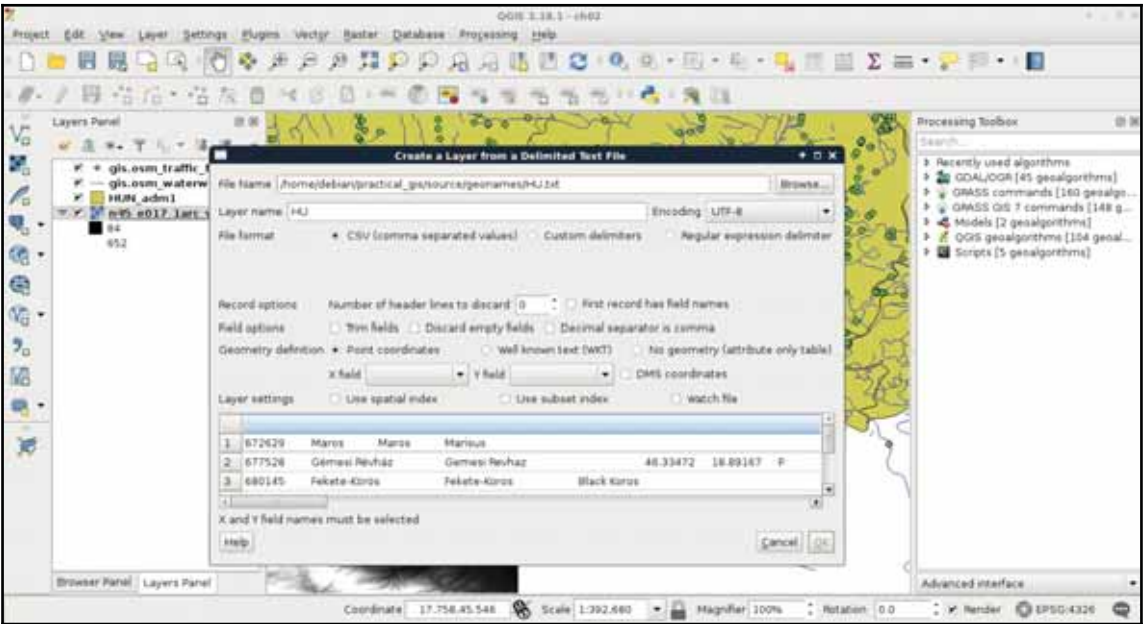 QGIS 2.18.1 - ch02
Project Edit View Layer Settings Plugins Vector Raster Database Processing Help
Layers Panel
gis.osm_traffic_
gis.osm_waterw
HUN_adm1
n45_e017_1arc_v
84
652
Create a Layer from a Delimited Text File
File Name /home/debian/practical_gis/source/geonames/HU.txt Browse...
Layer name HU Encoding UTF-8
File format CSV (comma separated values) Custom delimiters Regular expression delimiter
Record options Number of header lines to discard 0 First record has field names
Field options Trim fields Discard empty fields Decimal separator is comma
Geometry definition Point coordinates Well known text (WKT) No geometry (attribute only table)
X field Y field DMS coordinates
Layer settings Use spatial index Use subset index Watch file
1 672629 Maros Maros Marisus
2 677528 Gémesi Révház Gemesi Revhaz 46.33472 18.89167 P
3 680145 Fekete-Koros Fekete-Koros Black Koros
X and Y field names must be selected
Help Cancel OK
Processing Toolbox
Search...
Recently used algorithms
GDAL/OGR [45 geoalgorithms]
GRASS commands [160 geoalgo...
GRASS GIS 7 commands [148 g...
Models [2 geoalgorithms]
QGIS geoalgorithms [104 geoal...
Scripts [5 geoalgorithms]
Browser Panel Layers Panel
Advanced interface
Coordinate 17.758,45.546 Scale 1:392,680 Magnifier 100% Rotation 0.0 Render EPSG:4326